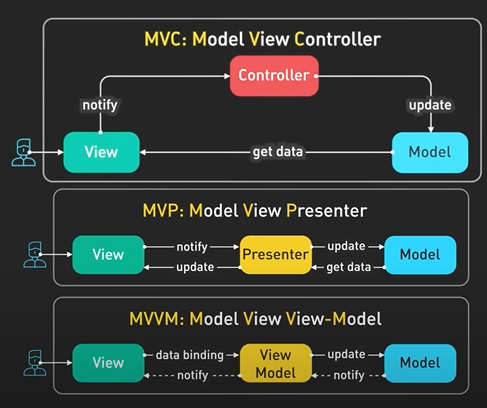 MVC: Model View Controller
Controller
notify
update
View
get data
Model
MVP: Model View Presenter
View
notify
update
Presenter
update
get data
Model
MVVM: Model View View-Model
View
data binding
notify
View
Model
update
notify
Model